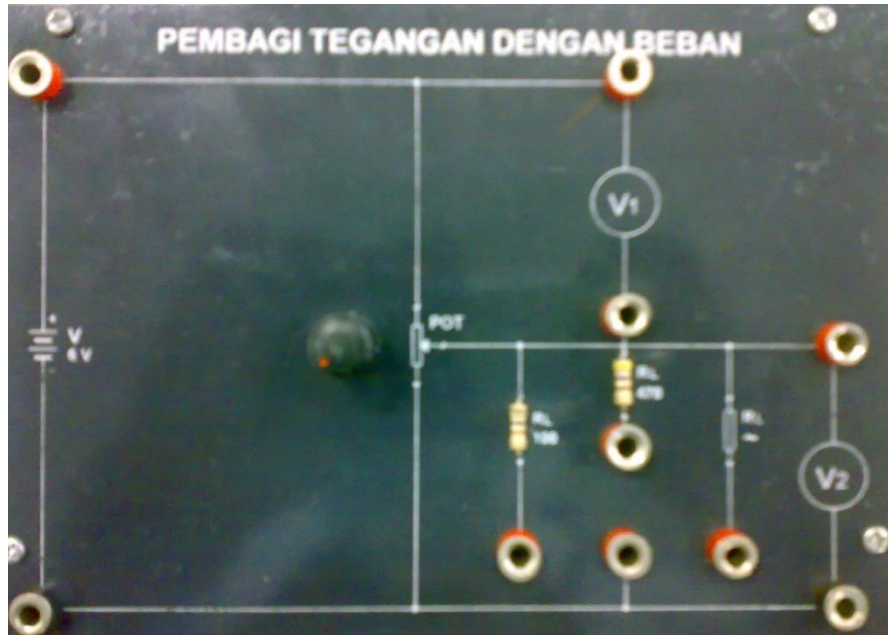 PEMBAGI TEGANGAN DENGAN BEBAN
V1
POT
V
6 V
RL
470
RL
100
RL
∞
V2